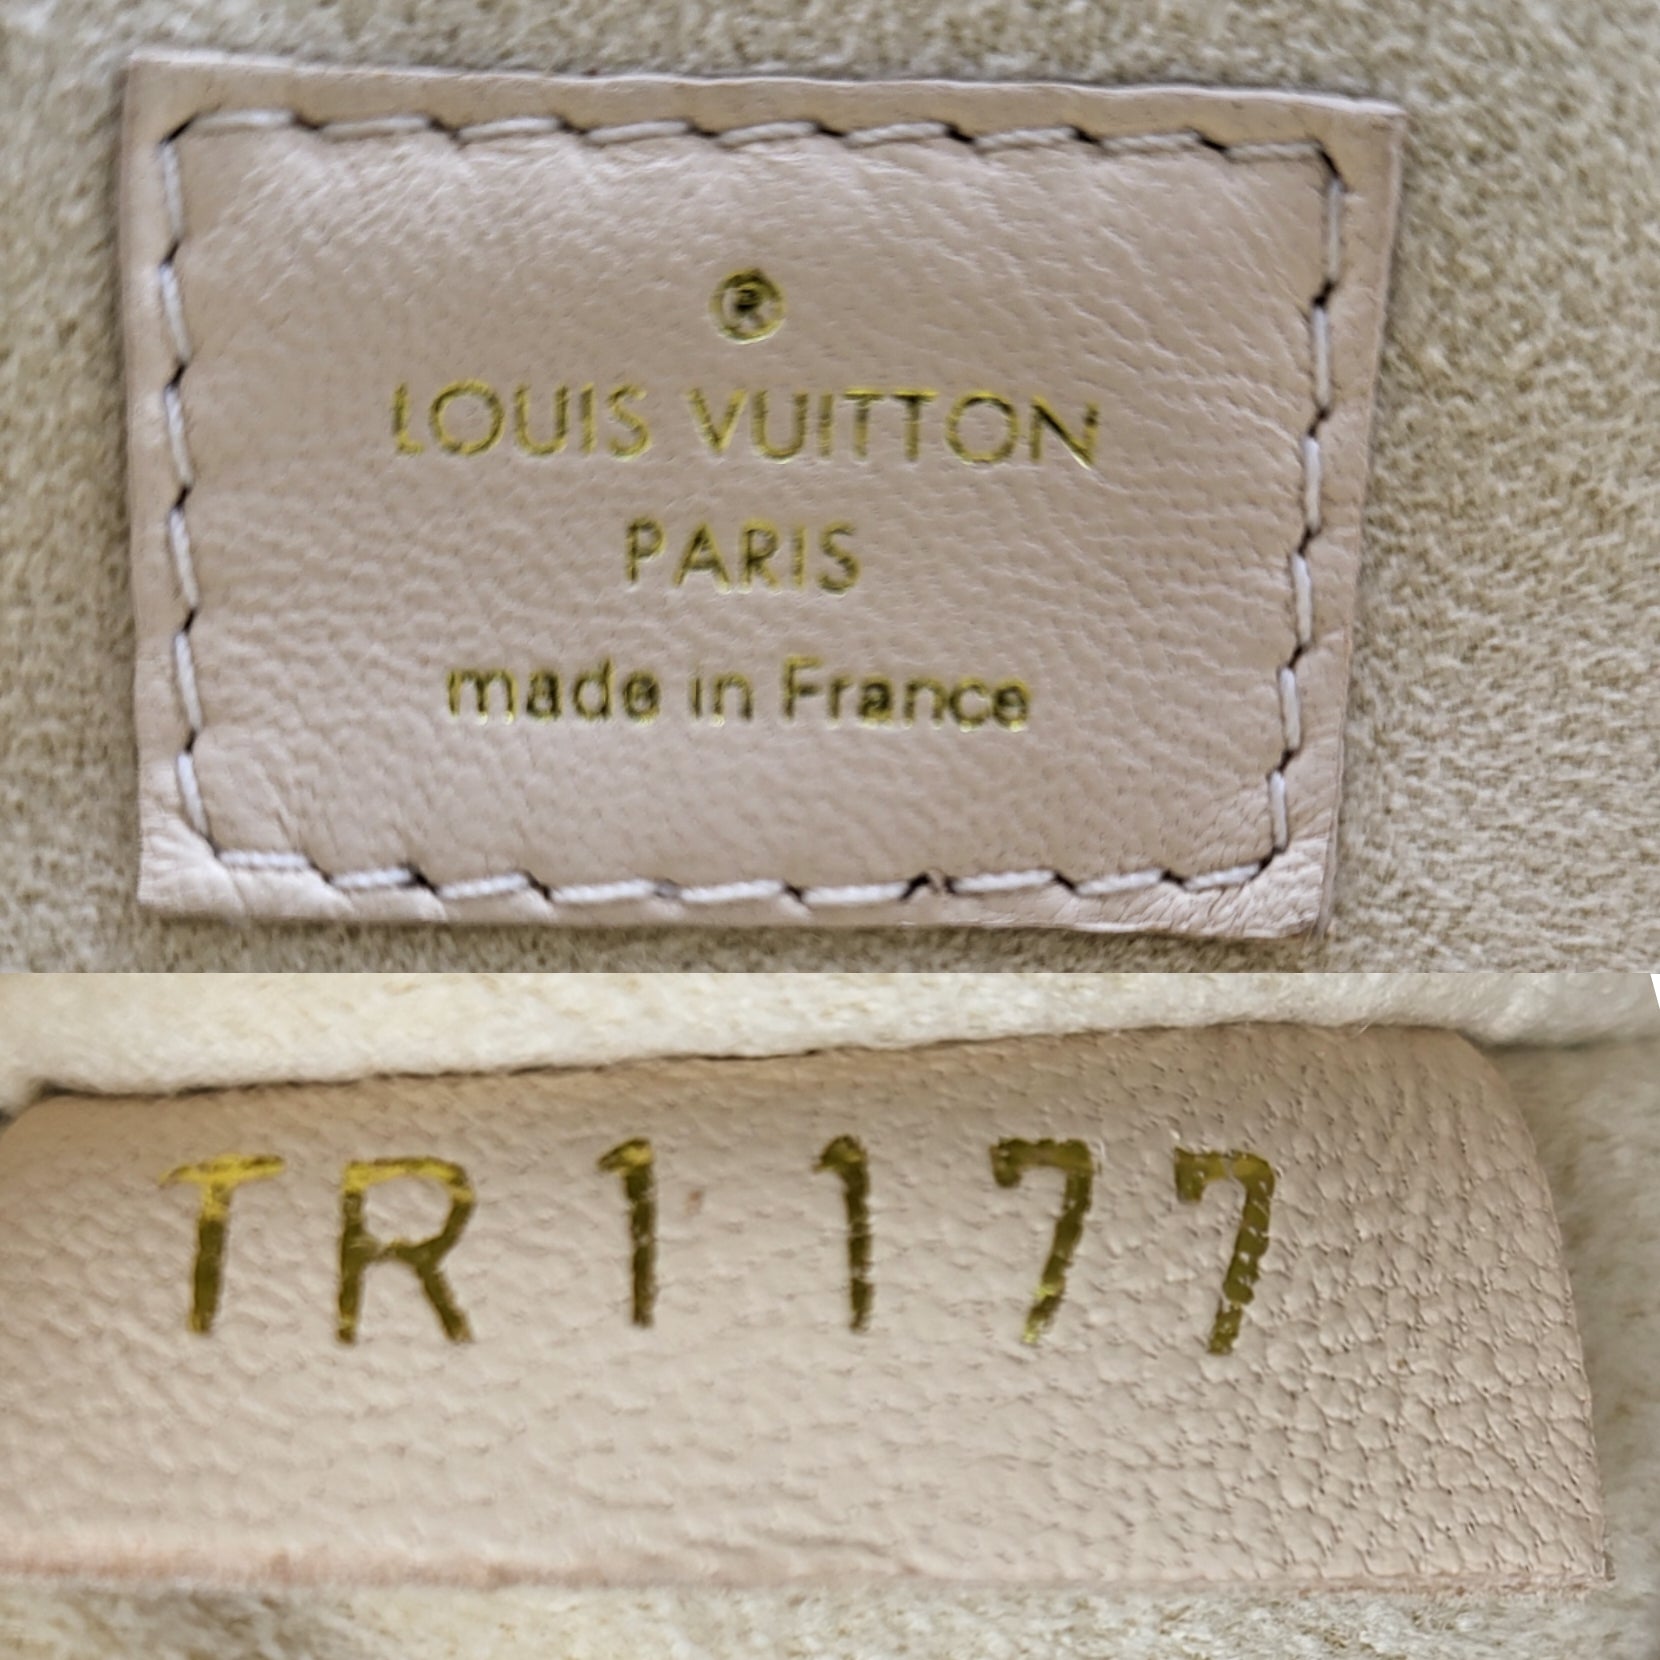 ®
LOUIS VUITTON
PARIS
made in France
TR1177